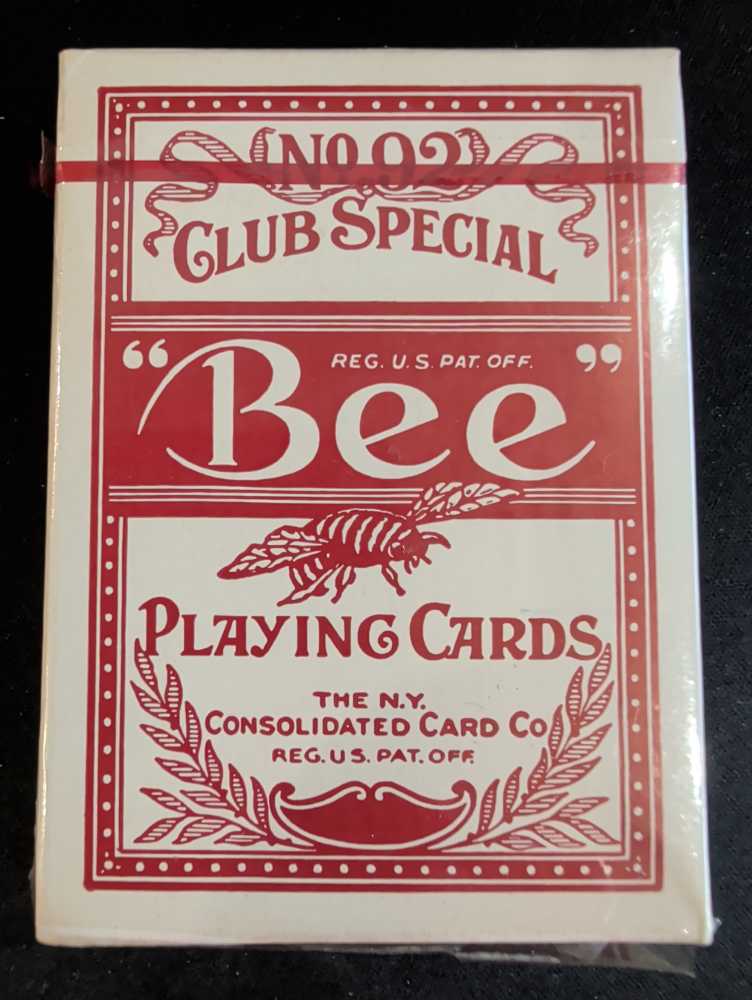 No. 92
CLUB SPECIAL
REG. U.S. PAT. OFF.
"Bee"
PLAYING CARDS
THE N.Y.
CONSOLIDATED CARD CO
REG. U S. PAT. OFF.